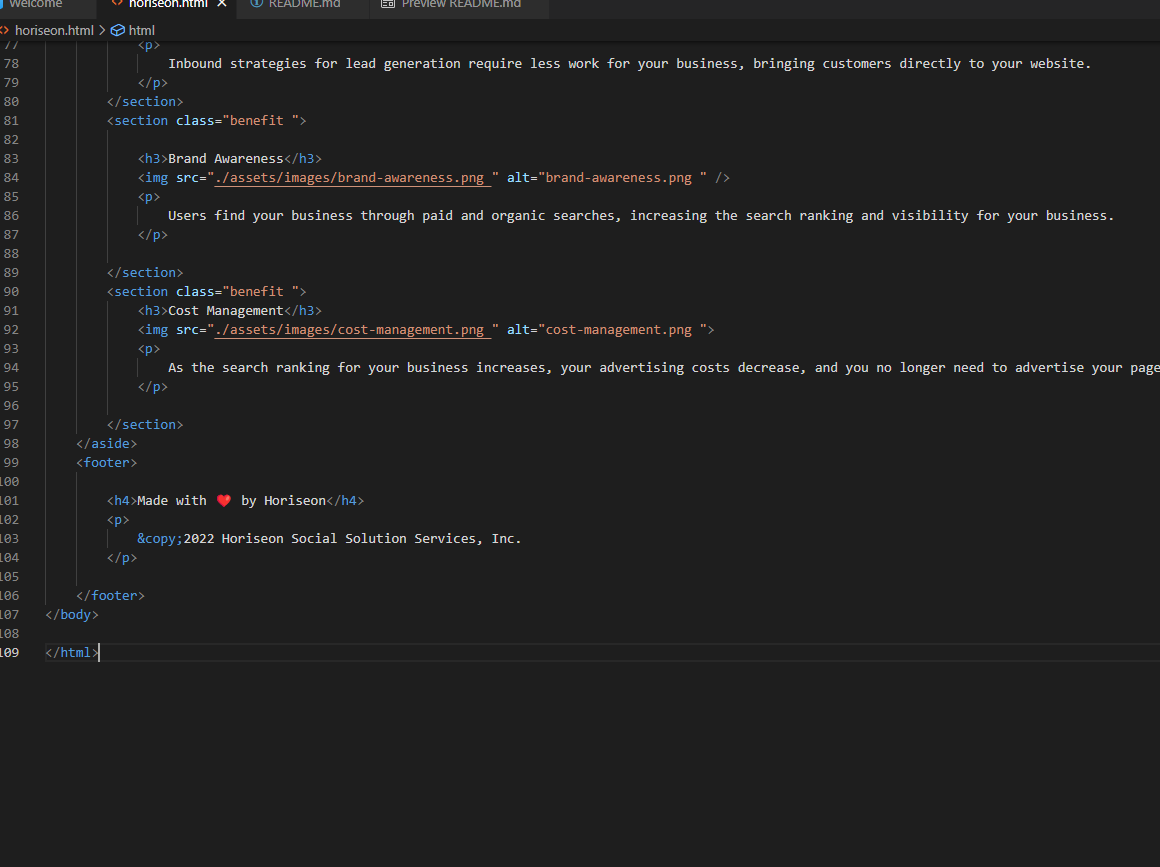 Welcome horiseon.html README.md Preview README.md
horiseon.html > html
77 <p>
78 Inbound strategies for lead generation require less work for your business, bringing customers directly to your website.
79 </p>
80 </section>
81 <section class="benefit ">
82
83 <h3>Brand Awareness</h3>
84 <img src="./assets/images/brand-awareness.png " alt="brand-awareness.png " />
85 <p>
86 Users find your business through paid and organic searches, increasing the search ranking and visibility for your business.
87 </p>
88
89 </section>
90 <section class="benefit ">
91 <h3>Cost Management</h3>
92 <img src="./assets/images/cost-management.png " alt="cost-management.png ">
93 <p>
94 As the search ranking for your business increases, your advertising costs decrease, and you no longer need to advertise your page
95 </p>
96
97 </section>
98 </aside>
99 <footer>
100
101 <h4>Made with ❤️ by Horiseon</h4>
102 <p>
103 &copy;2022 Horiseon Social Solution Services, Inc.
104 </p>
105
106 </footer>
107 </body>
108
109 </html>